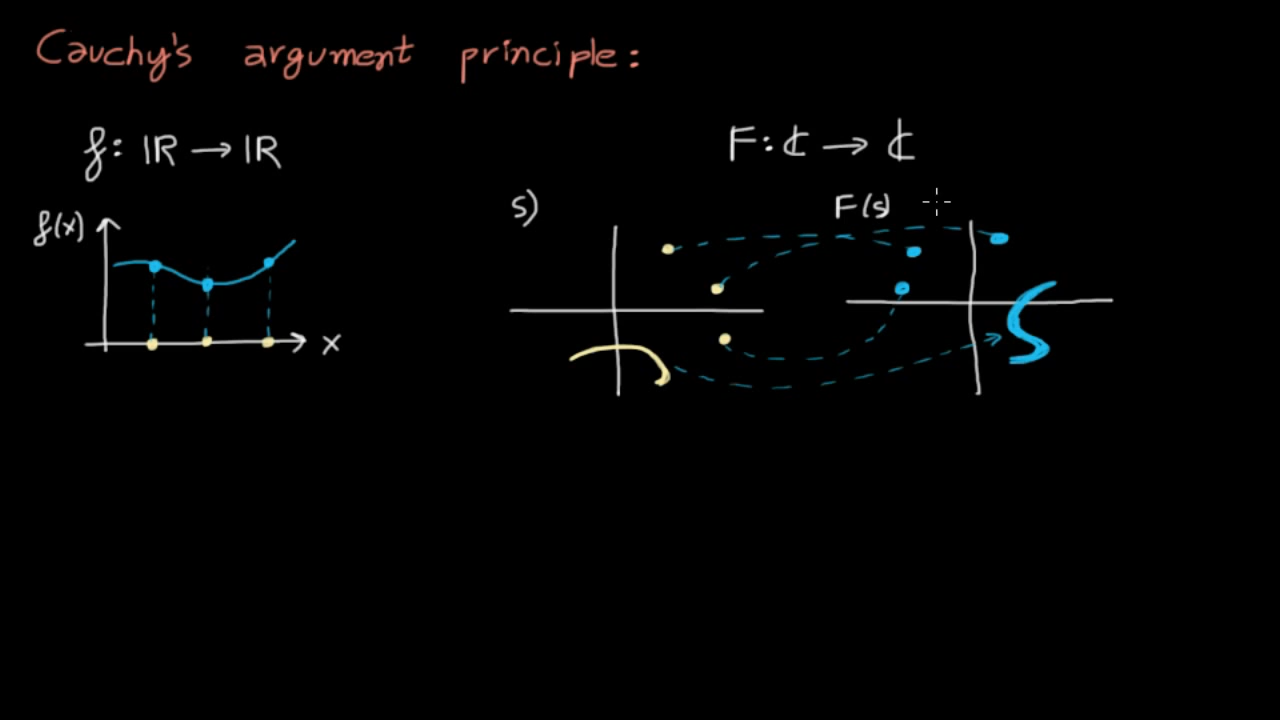 Cauchy's argument principle:
f: ℝ → ℝ
F: ℂ → ℂ
f(x)
x
s)
F(s)